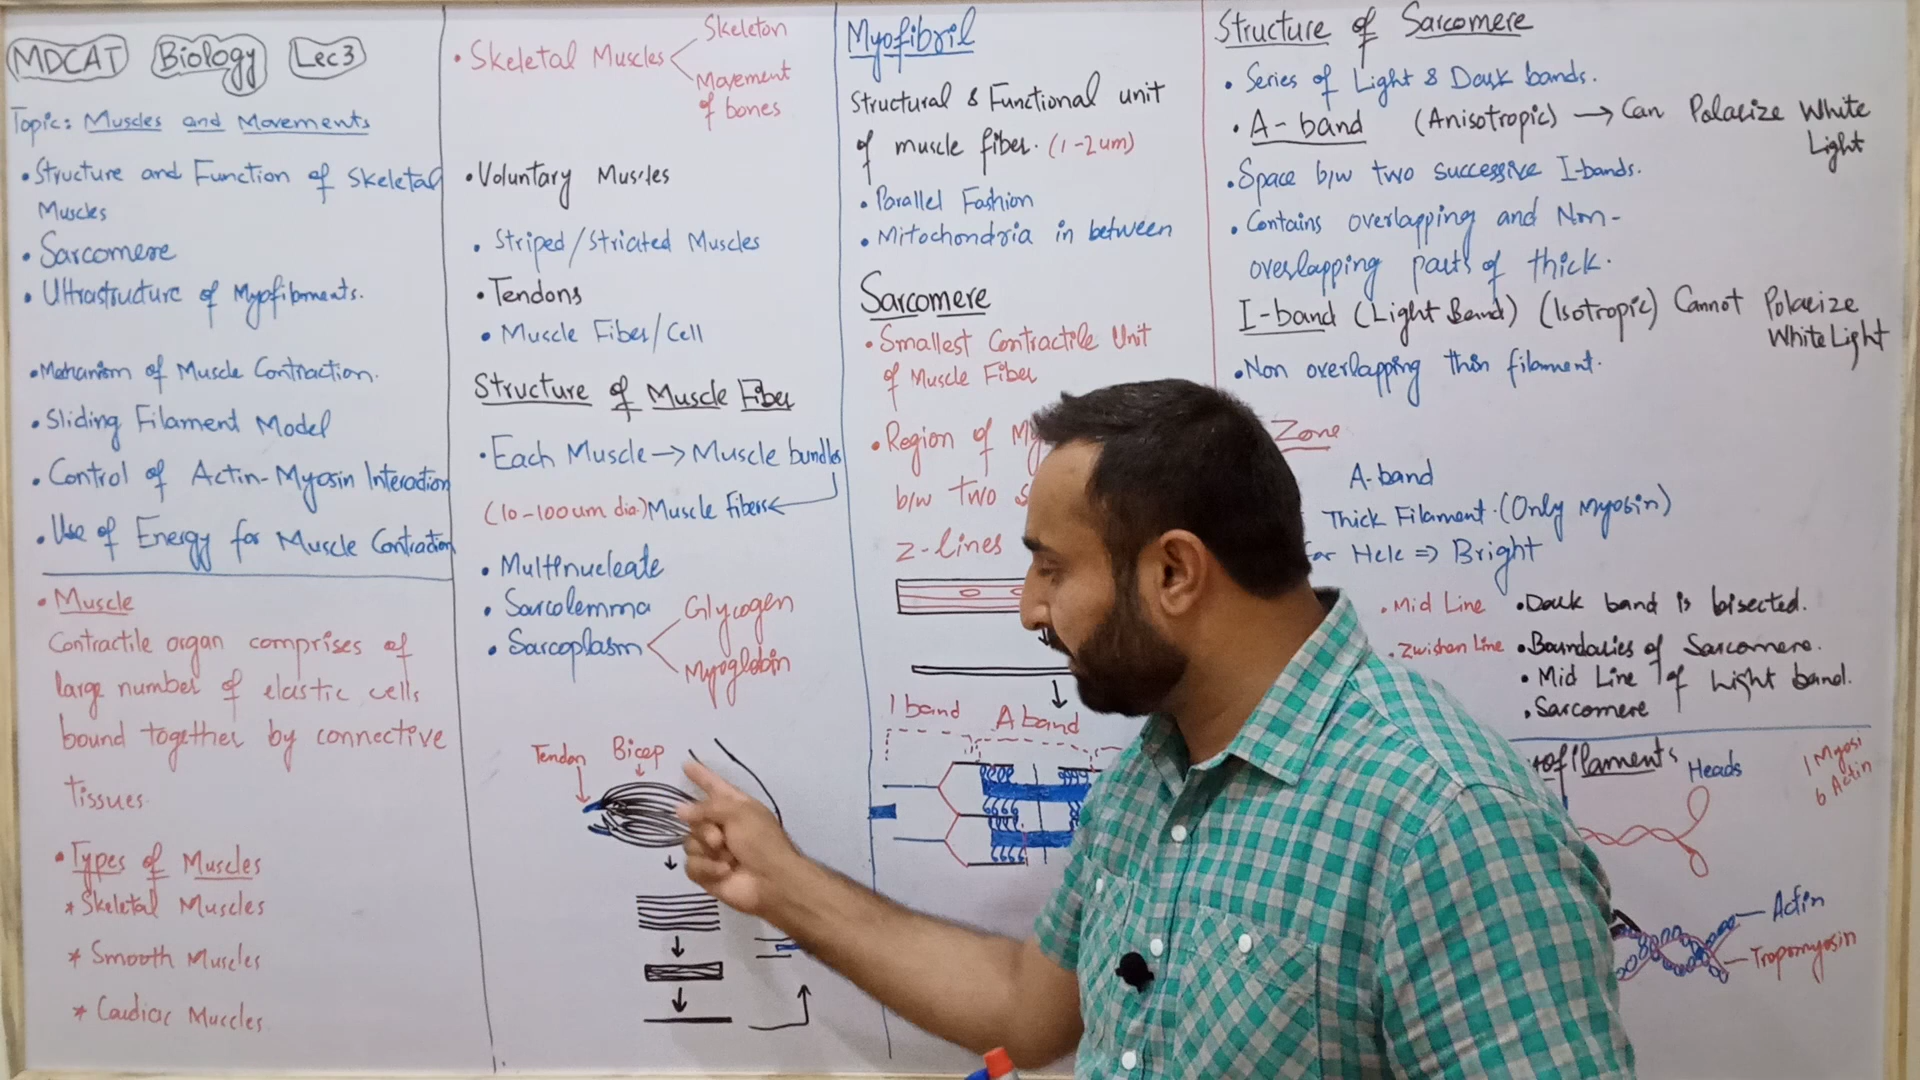 MDCAT Biology Lec3
Topic: Muscles and Movements
• Structure and Function of Skeletal
Muscles
• Sarcomere
• Ultrastructure of Myofilaments.
• Mechanism of Muscle Contraction.
• Sliding Filament Model
• Control of Actin-Myosin Interaction
• Use of Energy for Muscle Contraction
• Muscle
Contractile organ comprises of
large number of elastic cells
bound together by connective
tissues.
• Types of Muscles
* Skeletal Muscles
* Smooth Muscles
* Cardiac Muscles
• Skeletal Muscles
Skeleton
Movement
of bones
• Voluntary Muscles
• Striped/Striated Muscles
• Tendons
• Muscle Fiber/Cell
Structure of Muscle Fiber
• Each Muscle → Muscle bundles
(10-100um dia.) Muscle Fibers ←
• Multinucleate
• Sarcolemma
• Sarcoplasm
Glycogen
Myoglobin
Tendon
Bicep
Myofibril
Structural & Functional unit
of muscle fiber. (1-2um)
• Parallel Fashion
• Mitochondria in between
Sarcomere
• Smallest Contractile Unit
of Muscle Fiber
• Region of
b/w two
Z-lines
I band A band
Structure of Sarcomere
• Series of Light & Dark bands.
• A-band (Anisotropic) → Can Polarize White
Light
• Space b/w two successive I-bands.
• Contains overlapping and Non-
overlapping parts of thick.
I-band (Light Band) (Isotropic) Cannot Polarize
White Light
• Non overlapping thin filament.
Zone
A-band
Thick Filament. (Only Myosin)
for Hele ⇒ Bright
• Mid Line • Dark band is bisected.
• Zwishen Line • Boundaries of Sarcomere.
• Mid Line of Light band.
• Sarcomere
ofilaments
Heads
1 Myosi
6 Actin
Actin
Tropomyosin